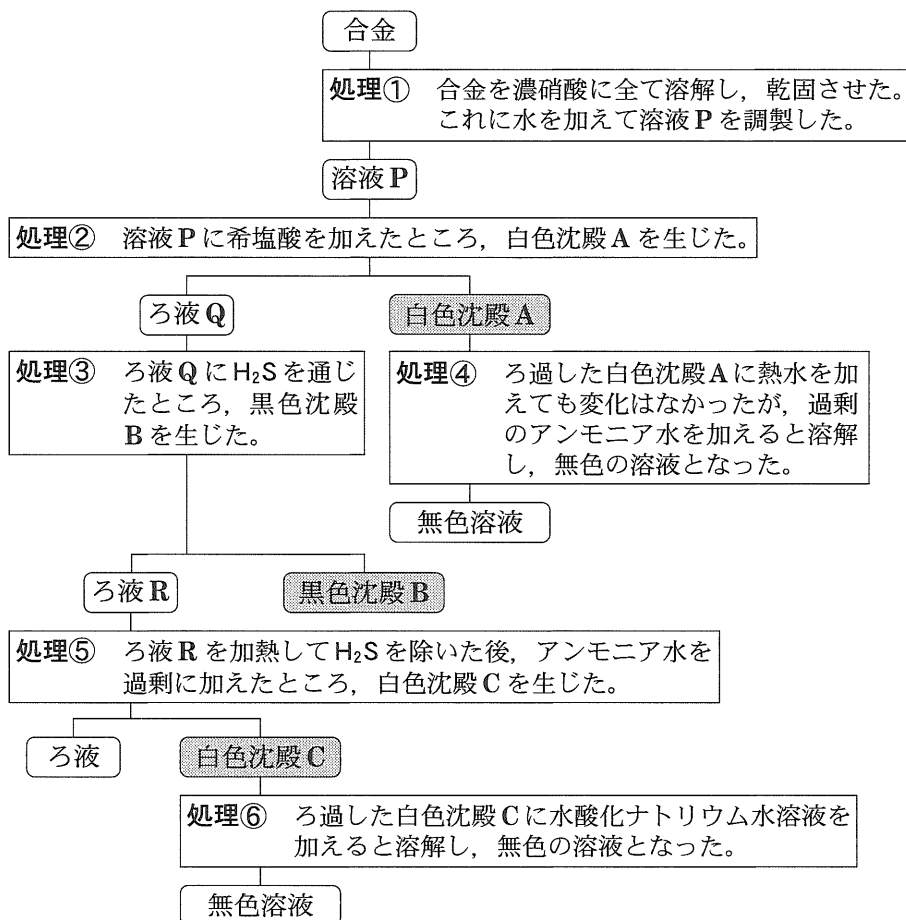 合金
処理① 合金を濃硝酸に全て溶解し，乾固させた。
これに水を加えて溶液Pを調製した。
溶液P
処理② 溶液Pに希塩酸を加えたところ，白色沈殿Aを生じた。
ろ液Q
白色沈殿A
処理③ ろ液QにH₂Sを通じ
たところ，黒色沈殿
Bを生じた。
処理④ ろ過した白色沈殿Aに熱水を加
えても変化はなかったが，過剰
のアンモニア水を加えると溶解
し，無色の溶液となった。
無色溶液
ろ液R
黒色沈殿B
処理⑤ ろ液Rを加熱してH₂Sを除いた後，アンモニア水を
過剰に加えたところ，白色沈殿Cを生じた。
ろ液
白色沈殿C
処理⑥ ろ過した白色沈殿Cに水酸化ナトリウム水溶液を
加えると溶解し，無色の溶液となった。
無色溶液